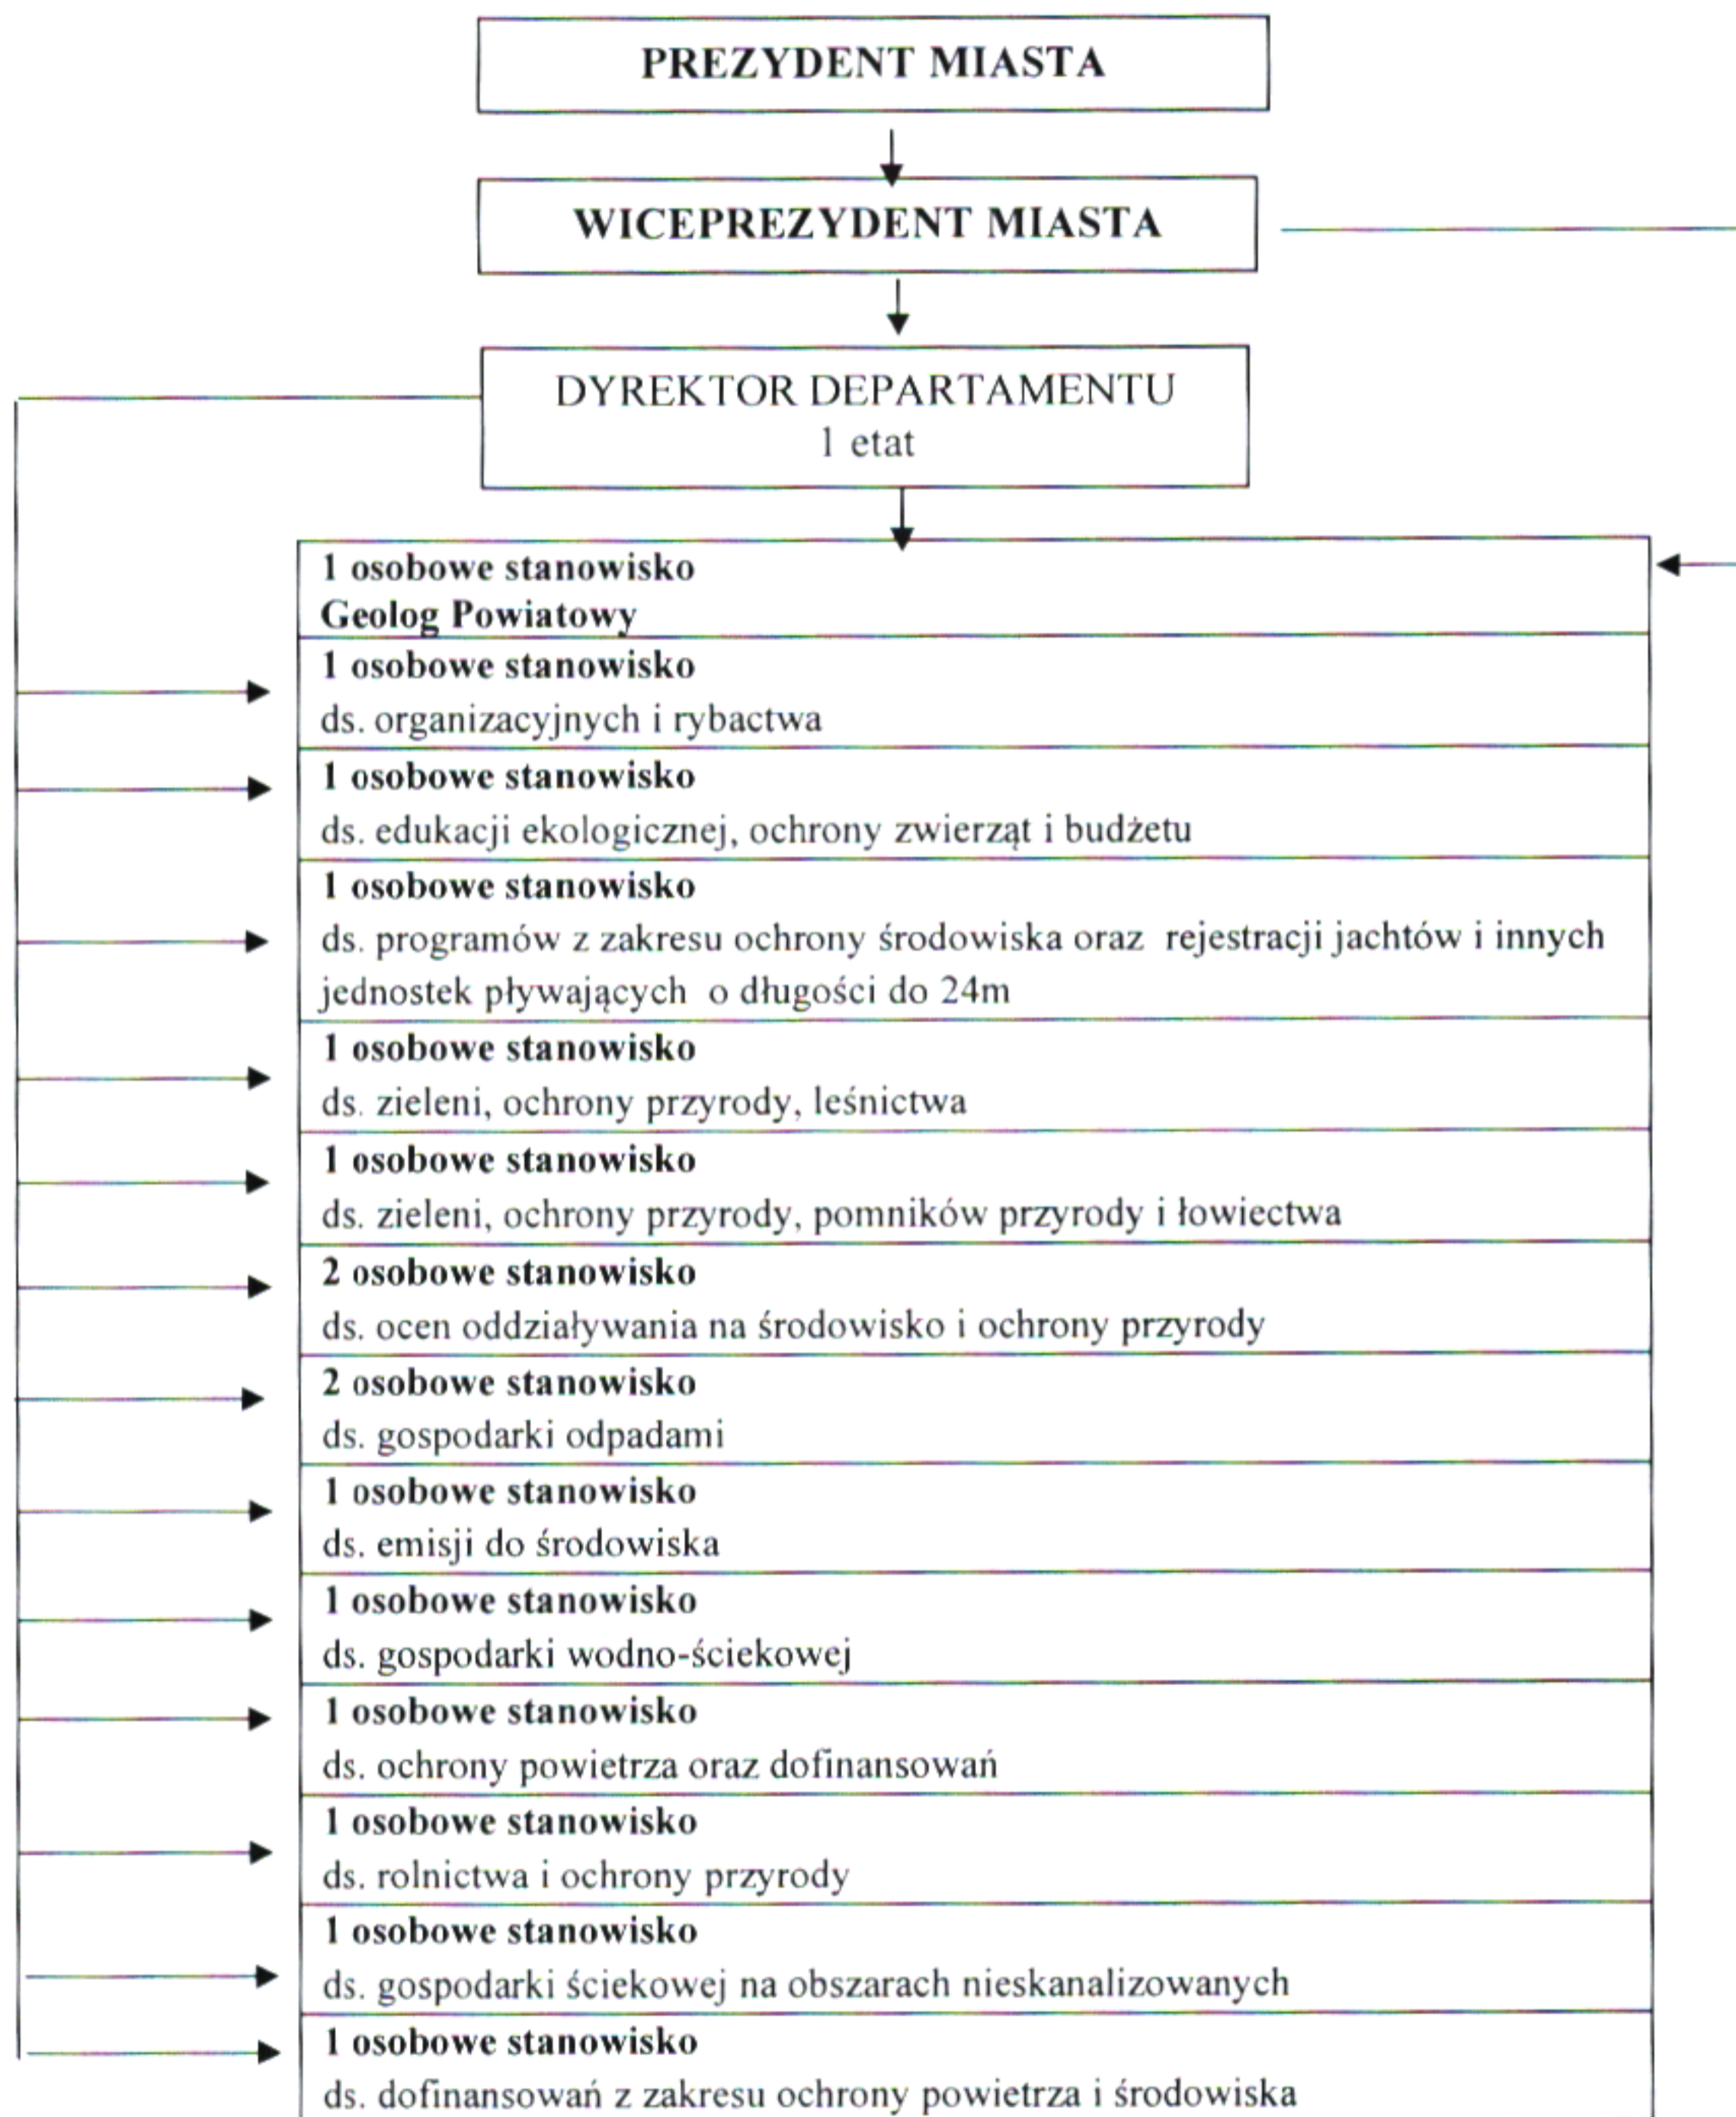 PREZYDENT MIASTA
WICEPREZYDENT MIASTA
DYREKTOR DEPARTAMENTU
1 etat
1 osobowe stanowisko
Geolog Powiatowy
1 osobowe stanowisko
ds. organizacyjnych i rybactwa
1 osobowe stanowisko
ds. edukacji ekologicznej, ochrony zwierząt i budżetu
1 osobowe stanowisko
ds. programów z zakresu ochrony środowiska oraz rejestracji jachtów i innych
jednostek pływających o długości do 24m
1 osobowe stanowisko
ds. zieleni, ochrony przyrody, leśnictwa
1 osobowe stanowisko
ds. zieleni, ochrony przyrody, pomników przyrody i łowiectwa
2 osobowe stanowisko
ds. ocen oddziaływania na środowisko i ochrony przyrody
2 osobowe stanowisko
ds. gospodarki odpadami
1 osobowe stanowisko
ds. emisji do środowiska
1 osobowe stanowisko
ds. gospodarki wodno-ściekowej
1 osobowe stanowisko
ds. ochrony powietrza oraz dofinansowań
1 osobowe stanowisko
ds. rolnictwa i ochrony przyrody
1 osobowe stanowisko
ds. gospodarki ściekowej na obszarach nieskanalizowanych
1 osobowe stanowisko
ds. dofinansowań z zakresu ochrony powietrza i środowiska